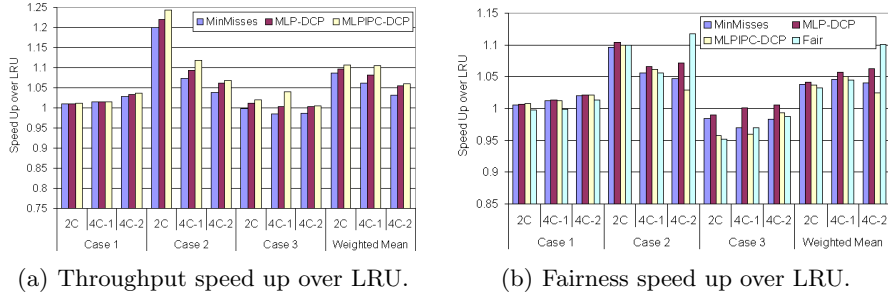 1.25
1.2
1.15
1.1
1.05
1
0.95
0.9
0.85
0.8
0.75
Speed Up over LRU
MinMisses MLP-DCP MLPIPC-DCP
2C 4C-1 4C-2 2C 4C-1 4C-2 2C 4C-1 4C-2 2C 4C-1 4C-2
Case 1 Case 2 Case 3 Weighted Mean
(a) Throughput speed up over LRU.
1.15
1.1
1.05
1
0.95
0.9
0.85
Speed Up over LRU
MinMisses MLP-DCP
MLPIPC-DCP Fair
2C 4C-1 4C-2 2C 4C-1 4C-2 2C 4C-1 4C-2 2C 4C-1 4C-2
Case 1 Case 2 Case 3 Weighted Mean
(b) Fairness speed up over LRU.